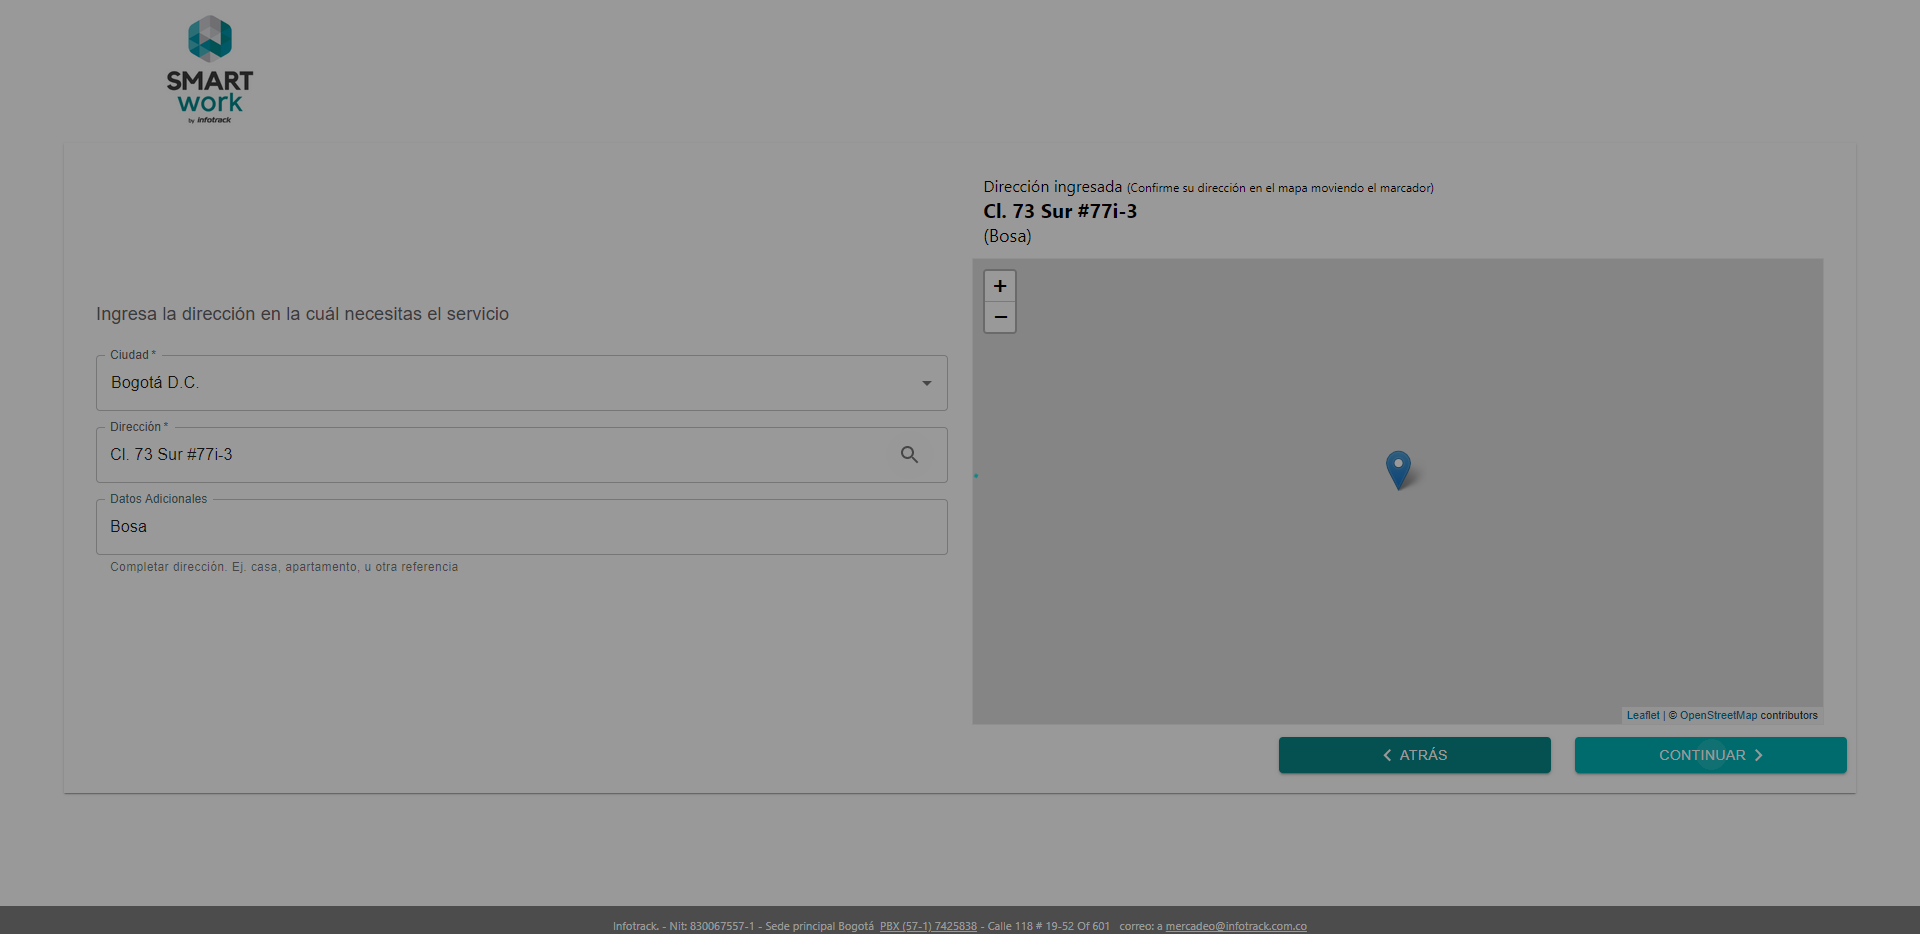 SMART
work
by infotrack
Dirección ingresada (Confirme su dirección en el mapa moviendo el marcador)
Cl. 73 Sur #77i-3
(Bosa)
+
−
Ingresa la dirección en la cuál necesitas el servicio
Ciudad *
Bogotá D.C.
Dirección *
Cl. 73 Sur #77i-3
Datos Adicionales
Bosa
Completar dirección. Ej. casa, apartamento, u otra referencia
Leaflet | © OpenStreetMap contributors
ATRÁS
CONTINUAR
Infotrack. - Nit: 830067557-1 - Sede principal Bogotá PBX (57-1) 7425838 - Calle 118 # 19-52 Of 601 correo: a mercadeo@infotrack.com.co